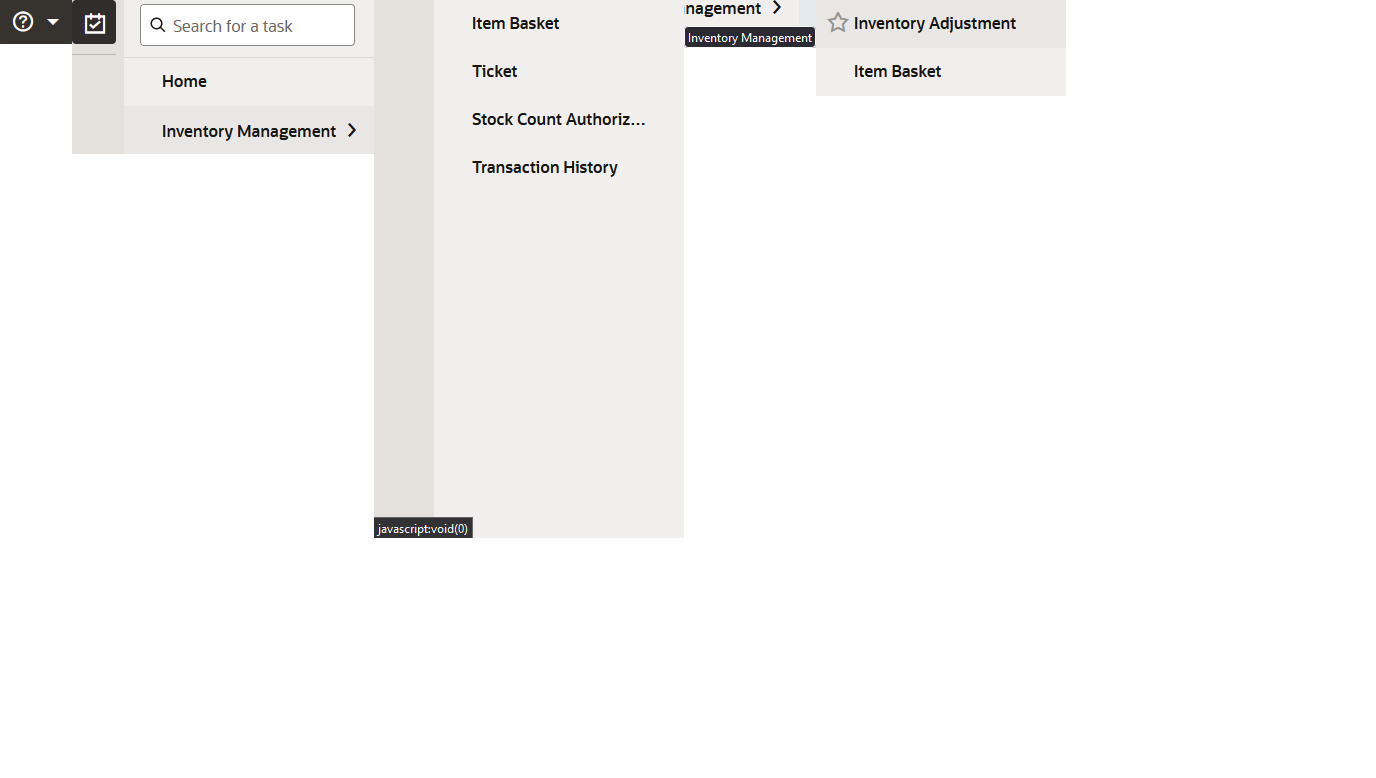 Search for a task
Home
Inventory Management
Item Basket
Ticket
Stock Count Authoriz...
Transaction History
javascript:void(0)
nagement
Inventory Management
Inventory Adjustment
Item Basket